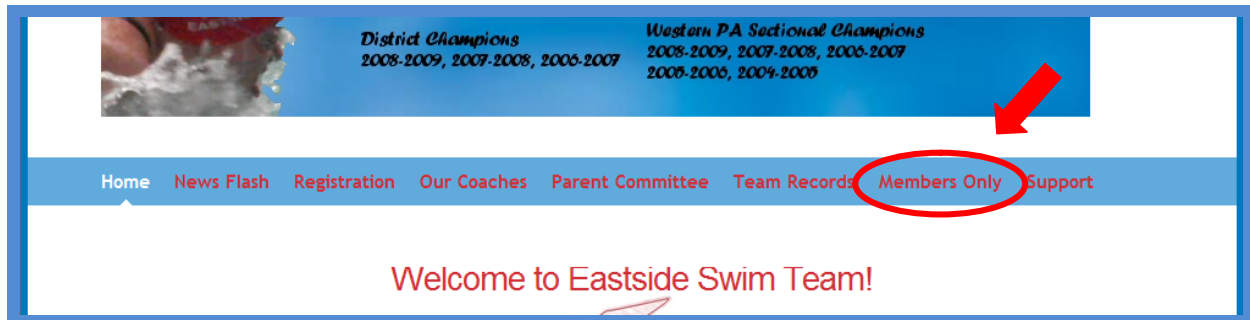 EAST
District Champions
2008-2009, 2007-2008, 2006-2007
Western PA Sectional Champions
2008-2009, 2007-2008, 2006-2007
2005-2006, 2004-2005
Home News Flash Registration Our Coaches Parent Committee Team Records Members Only Support
Welcome to Eastside Swim Team!